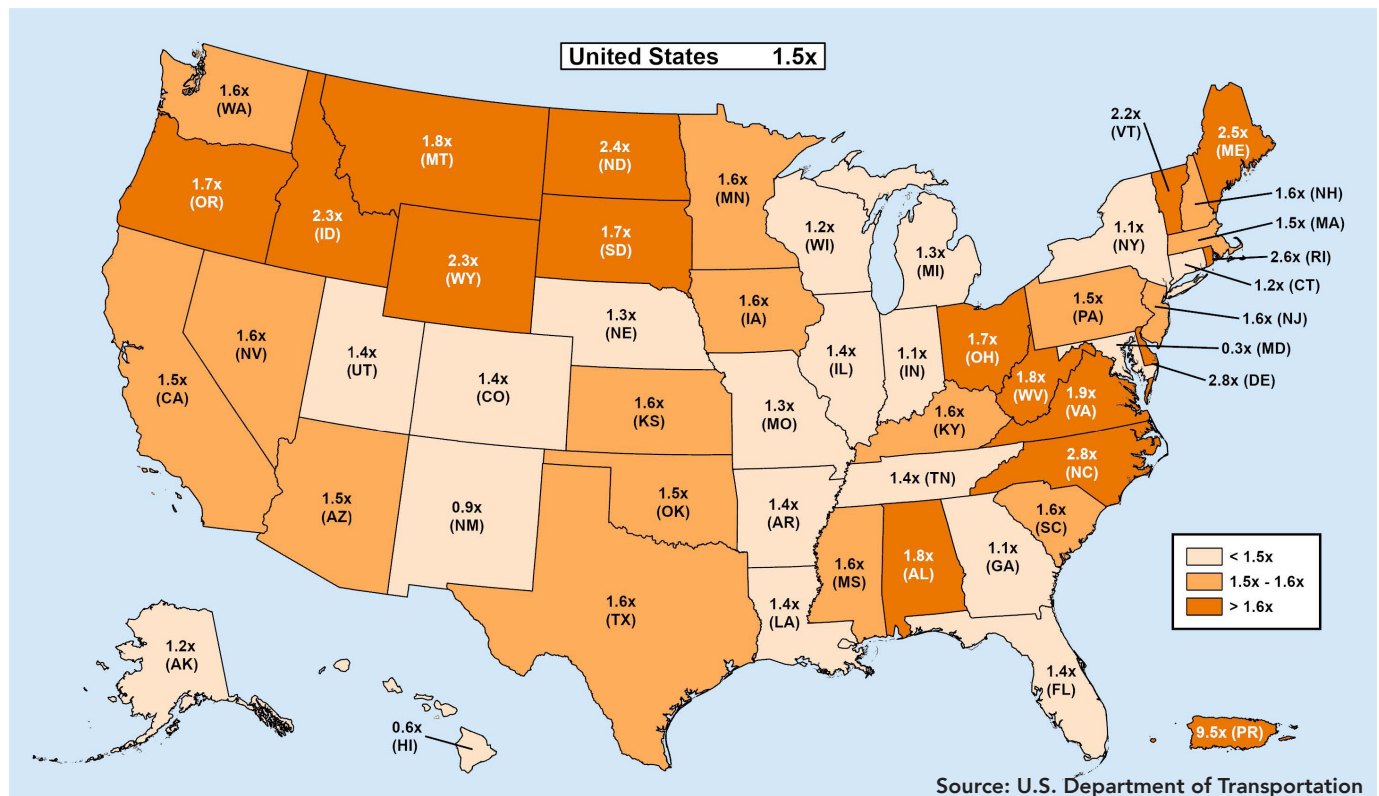 United States 1.5x
1.6x
(WA)
1.7x
(OR)
2.3x
(ID)
1.8x
(MT)
2.4x
(ND)
1.7x
(SD)
2.3x
(WY)
1.6x
(MN)
1.2x
(WI)
1.3x
(MI)
1.1x
(NY)
2.2x
(VT)
2.5x
(ME)
1.6x (NH)
1.5x (MA)
2.6x (RI)
1.2x (CT)
1.6x (NJ)
0.3x (MD)
2.8x (DE)
1.5x
(PA)
1.5x
(CA)
1.6x
(NV)
1.4x
(UT)
1.4x
(CO)
1.3x
(NE)
1.6x
(IA)
1.4x
(IL)
1.1x
(IN)
1.7x
(OH)
1.8x
(WV)
1.9x
(VA)
1.6x
(KS)
1.3x
(MO)
1.6x
(KY)
2.8x
(NC)
1.4x (TN)
1.5x
(AZ)
0.9x
(NM)
1.5x
(OK)
1.4x
(AR)
1.6x
(SC)
1.6x
(TX)
1.4x
(LA)
1.6x
(MS)
1.8x
(AL)
1.1x
(GA)
1.4x
(FL)
1.2x
(AK)
0.6x
(HI)
9.5x (PR)
< 1.5x
1.5x - 1.6x
> 1.6x
Source: U.S. Department of Transportation